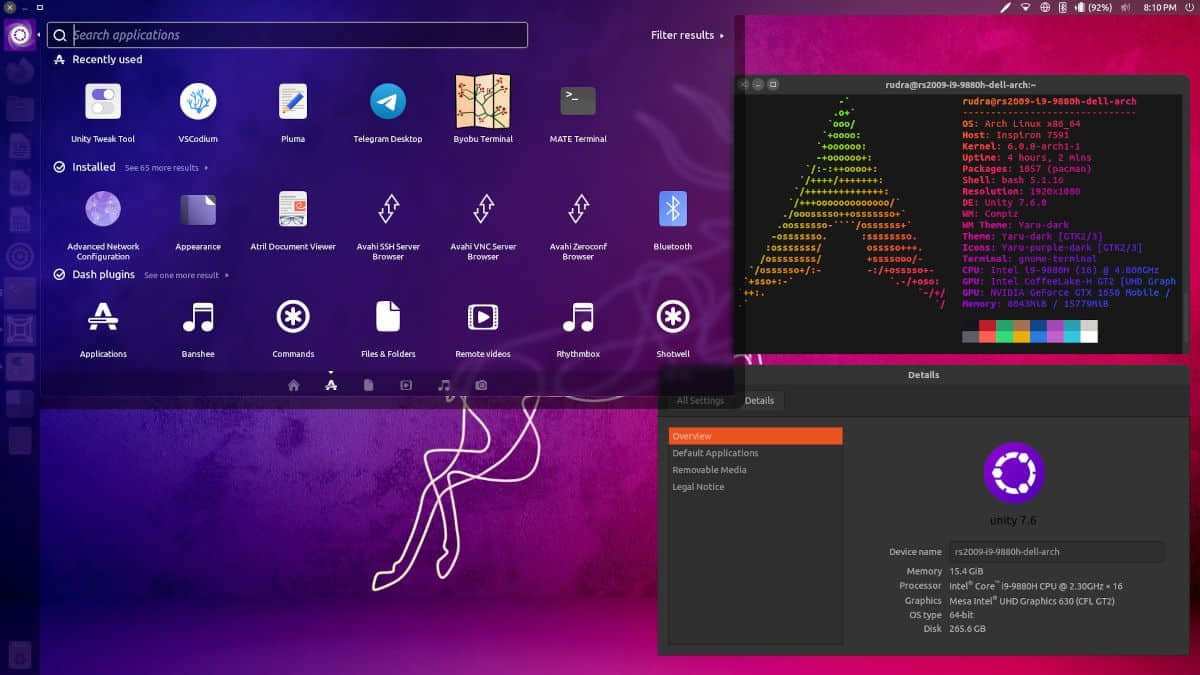 (92%) 8:10 PM
Search applications
Filter results
Recently used
Unity Tweak Tool
VSCodium
Pluma
Telegram Desktop
Byobu Terminal
MATE Terminal
Installed See 65 more results
Advanced Network
Configuration
Appearance
Atril Document Viewer
Avahi SSH Server
Browser
Avahi VNC Server
Browser
Avahi Zeroconf
Browser
Bluetooth
Dash plugins See one more result
Applications
Banshee
Commands
Files & Folders
Remote videos
Rhythmbox
Shotwell
rudra@rs2009-i9-9880h-dell-arch:~
rudra@rs2009-i9-9880h-dell-arch
-------------------------------
OS: Arch Linux x86_64
Host: Inspiron 7591
Kernel: 6.0.8-arch1-1
Uptime: 4 hours, 2 mins
Packages: 1057 (pacman)
Shell: bash 5.1.16
Resolution: 1920x1080
DE: Unity 7.6.0
WM: Compiz
WM Theme: Yaru-dark
Theme: Yaru-dark [GTK2/3]
Icons: Yaru-purple-dark [GTK2/3]
Terminal: gnome-terminal
CPU: Intel i9-9880H (16) @ 4.800GHz
GPU: Intel CoffeeLake-H GT2 [UHD Graph
GPU: NVIDIA GeForce GTX 1650 Mobile /
Memory: 8043MiB / 15779MiB
Details
All Settings Details
Overview
Default Applications
Removable Media
Legal Notice
unity 7.6
Device name rs2009-i9-9880h-dell-arch
Memory 15.4 GiB
Processor Intel® Core™ i9-9880H CPU @ 2.30GHz × 16
Graphics Mesa Intel® UHD Graphics 630 (CFL GT2)
OS type 64-bit
Disk 265.6 GB